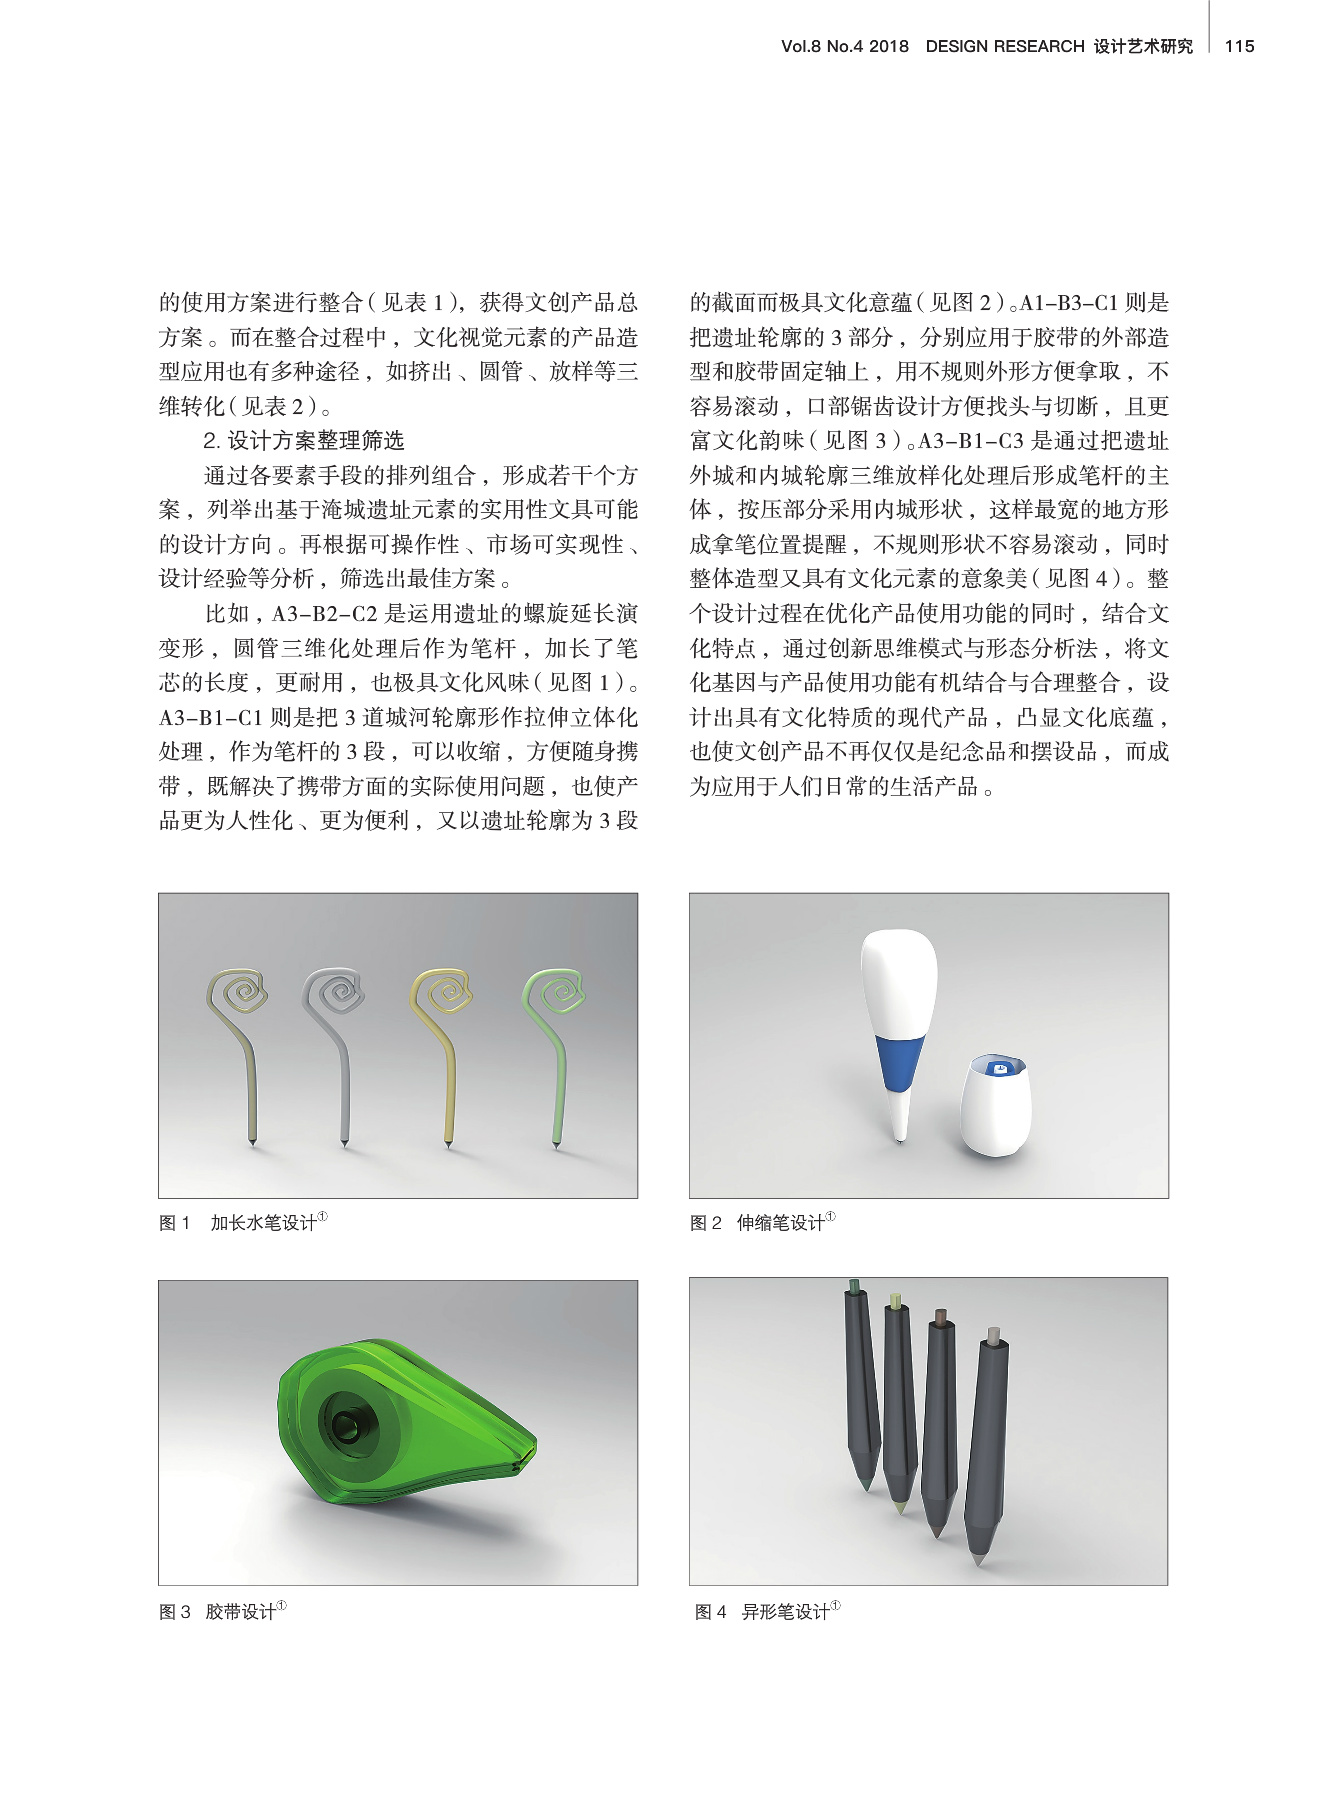 Vol.8 No.4 2018 DESIGN RESEARCH 设计艺术研究 115
的使用方案进行整合（见表 1），获得文创产品总
方案。而在整合过程中，文化视觉元素的产品造
型应用也有多种途径，如挤出、圆管、放样等三
维转化（见表 2）。
2. 设计方案整理筛选
通过各要素手段的排列组合，形成若干个方
案，列举出基于淹城遗址元素的实用性文具可能
的设计方向。再根据可操作性、市场可实现性、
设计经验等分析，筛选出最佳方案。
比如，A3–B2–C2 是运用遗址的螺旋延长演
变形，圆管三维化处理后作为笔杆，加长了笔
芯的长度，更耐用，也极具文化风味（见图 1）。
A3–B1–C1 则是把 3 道城河轮廓形作拉伸立体化
处理，作为笔杆的 3 段，可以收缩，方便随身携
带，既解决了携带方面的实际使用问题，也使产
品更为人性化、更为便利，又以遗址轮廓为 3 段
的截面而极具文化意蕴（见图 2）。A1–B3–C1 则是
把遗址轮廓的 3 部分，分别应用于胶带的外部造
型和胶带固定轴上，用不规则外形方便拿取，不
容易滚动，口部锯齿设计方便找头与切断，且更
富文化韵味（见图 3）。A3–B1–C3 是通过把遗址
外城和内城轮廓三维放样化处理后形成笔杆的主
体，按压部分采用内城形状，这样最宽的地方形
成拿笔位置提醒，不规则形状不容易滚动，同时
整体造型又具有文化元素的意象美（见图 4）。整
个设计过程在优化产品使用功能的同时，结合文
化特点，通过创新思维模式与形态分析法，将文
化基因与产品使用功能有机结合与合理整合，设
计出具有文化特质的现代产品，凸显文化底蕴，
也使文创产品不再仅仅是纪念品和摆设品，而成
为应用于人们日常的生活产品。
图 1 加长水笔设计①
图 2 伸缩笔设计①
图 3 胶带设计①
图 4 异形笔设计①